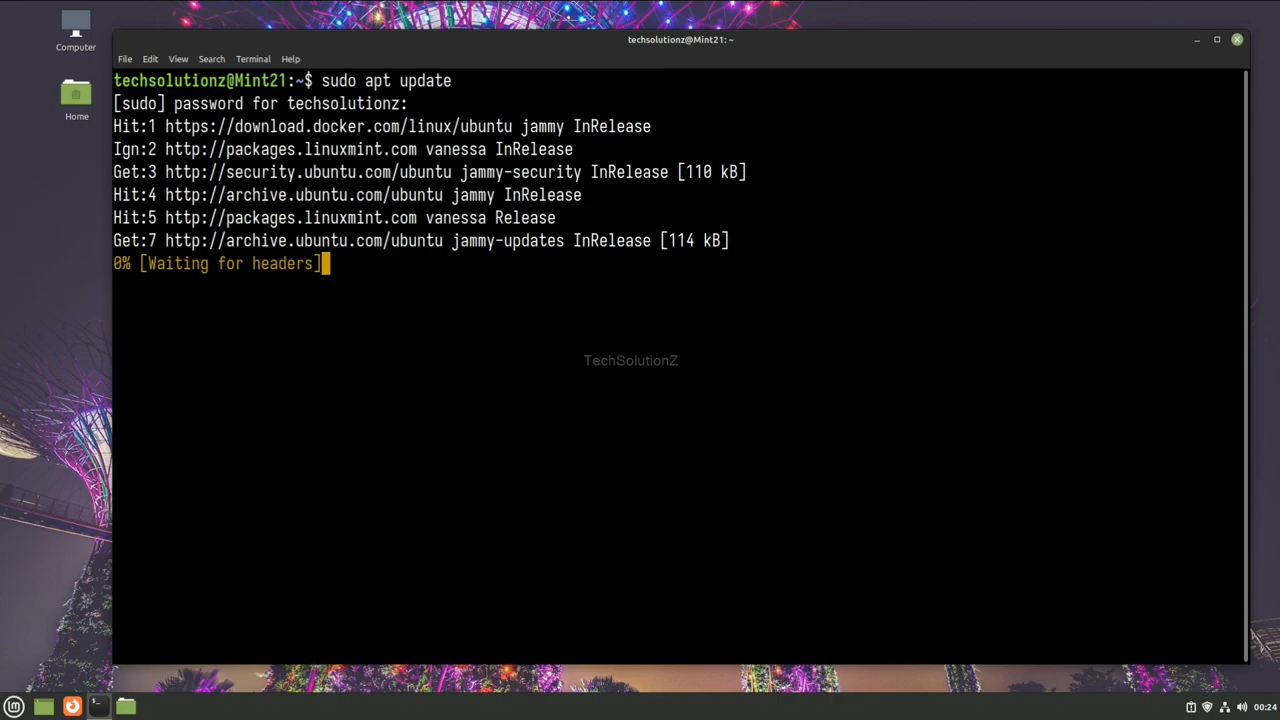 Computer
Home
techsolutionz@Mint21: ~
File Edit View Search Terminal Help
techsolutionz@Mint21:~$ sudo apt update
[sudo] password for techsolutionz:
Hit:1 https://download.docker.com/linux/ubuntu jammy InRelease
Ign:2 http://packages.linuxmint.com vanessa InRelease
Get:3 http://security.ubuntu.com/ubuntu jammy-security InRelease [110 kB]
Hit:4 http://archive.ubuntu.com/ubuntu jammy InRelease
Hit:5 http://packages.linuxmint.com vanessa Release
Get:7 http://archive.ubuntu.com/ubuntu jammy-updates InRelease [114 kB]
0% [Waiting for headers]
TechSolutionZ
00:24